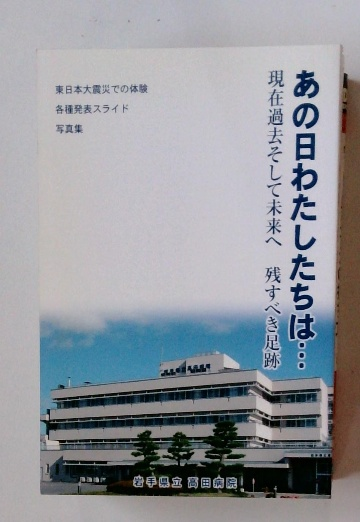 あの日わたしたちは…
現在過去そして未来へ 残すべき足跡
東日本大震災での体験
各種発表スライド
写真集
岩手県立 高田病院